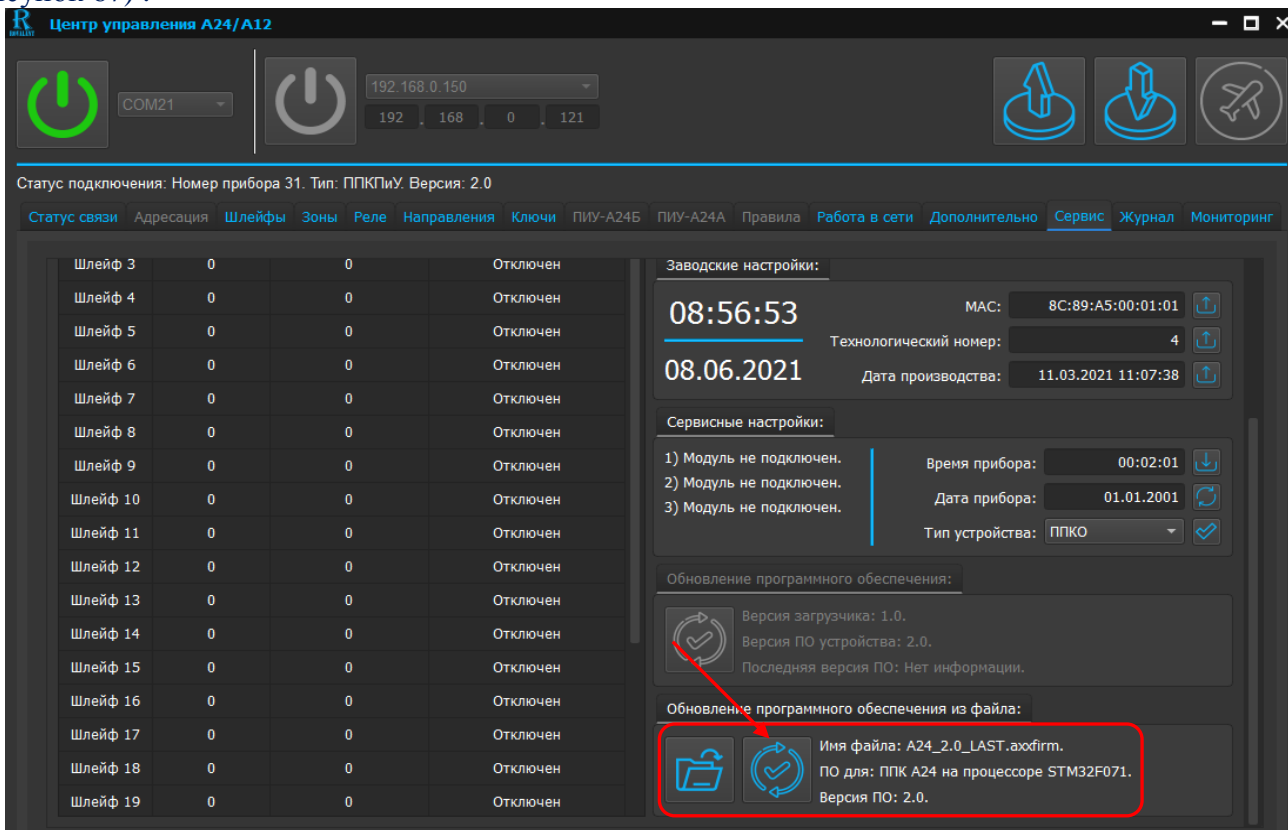 Центр управления A24/A12
COM21
192.168.0.150
192 . 168 . 0 . 121
Статус подключения: Номер прибора 31. Тип: ППКПиУ. Версия: 2.0
Статус связи Адресация Шлейфы Зоны Реле Направления Ключи ПИУ-А24Б ПИУ-А24А Правила Работа в сети Дополнительно Сервис Журнал Мониторинг
Шлейф 3 0 0 Отключен
Шлейф 4 0 0 Отключен
Шлейф 5 0 0 Отключен
Шлейф 6 0 0 Отключен
Шлейф 7 0 0 Отключен
Шлейф 8 0 0 Отключен
Шлейф 9 0 0 Отключен
Шлейф 10 0 0 Отключен
Шлейф 11 0 0 Отключен
Шлейф 12 0 0 Отключен
Шлейф 13 0 0 Отключен
Шлейф 14 0 0 Отключен
Шлейф 15 0 0 Отключен
Шлейф 16 0 0 Отключен
Шлейф 17 0 0 Отключен
Шлейф 18 0 0 Отключен
Шлейф 19 0 0 Отключен
Заводские настройки:
08:56:53
08.06.2021
MAC: 8C:89:A5:00:01:01
Технологический номер: 4
Дата производства: 11.03.2021 11:07:38
Сервисные настройки:
1) Модуль не подключен.
2) Модуль не подключен.
3) Модуль не подключен.
Время прибора: 00:02:01
Дата прибора: 01.01.2001
Тип устройства: ППКО
Обновление программного обеспечения:
Версия загрузчика: 1.0.
Версия ПО устройства: 2.0.
Последняя версия ПО: Нет информации.
Обновление программного обеспечения из файла:
Имя файла: A24_2.0_LAST.axxfirm.
ПО для: ППК А24 на процессоре STM32F071.
Версия ПО: 2.0.